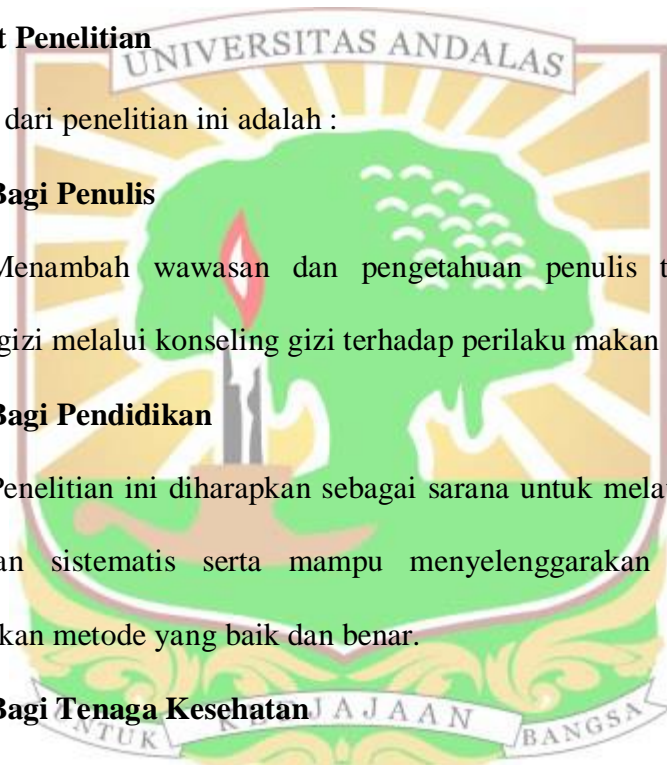 t Penelitian
UNIVERSITAS ANDALAS
dari penelitian ini adalah :
Bagi Penulis
Menambah wawasan dan pengetahuan penulis t
gizi melalui konseling gizi terhadap perilaku makan
Bagi Pendidikan
Penelitian ini diharapkan sebagai sarana untuk mela
an sistematis serta mampu menyelenggarakan
kan metode yang baik dan benar.
Bagi Tenaga Kesehatan
UNTUK KEDJAJAAN BANGSA